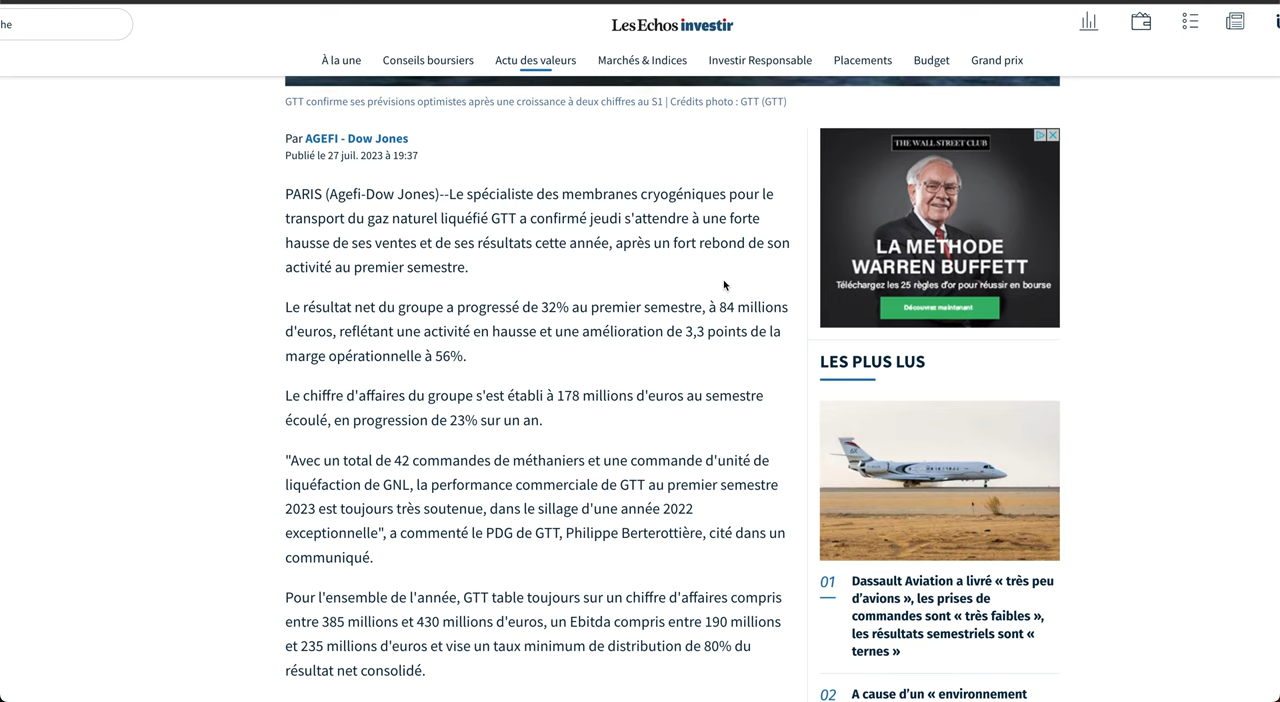 he
Les Echos investir
À la une
Conseils boursiers
Actu des valeurs
Marchés & Indices
Investir Responsable
Placements
Budget
Grand prix
GTT confirme ses prévisions optimistes après une croissance à deux chiffres au S1 | Crédits photo : GTT (GTT)
Par AGEFI - Dow Jones
Publié le 27 juil. 2023 à 19:37
PARIS (Agefi-Dow Jones)--Le spécialiste des membranes cryogéniques pour le
transport du gaz naturel liquéfié GTT a confirmé jeudi s'attendre à une forte
hausse de ses ventes et de ses résultats cette année, après un fort rebond de son
activité au premier semestre.
Le résultat net du groupe a progressé de 32% au premier semestre, à 84 millions
d'euros, reflétant une activité en hausse et une amélioration de 3,3 points de la
marge opérationnelle à 56%.
Le chiffre d'affaires du groupe s'est établi à 178 millions d'euros au semestre
écoulé, en progression de 23% sur un an.
"Avec un total de 42 commandes de méthaniers et une commande d'unité de
liquéfaction de GNL, la performance commerciale de GTT au premier semestre
2023 est toujours très soutenue, dans le sillage d'une année 2022
exceptionnelle", a commenté le PDG de GTT, Philippe Berterottière, cité dans un
communiqué.
Pour l'ensemble de l'année, GTT table toujours sur un chiffre d'affaires compris
entre 385 millions et 430 millions d'euros, un Ebitda compris entre 190 millions
et 235 millions d'euros et vise un taux minimum de distribution de 80% du
résultat net consolidé.
THE WALL STREET CLUB
LA METHODE
WARREN BUFFETT
Téléchargez les 25 règles d'or pour réussir en bourse
Découvrez maintenant
LES PLUS LUS
01
Dassault Aviation a livré « très peu
d'avions », les prises de
commandes sont « très faibles »,
les résultats semestriels sont «
ternes »
02
A cause d'un « environnement